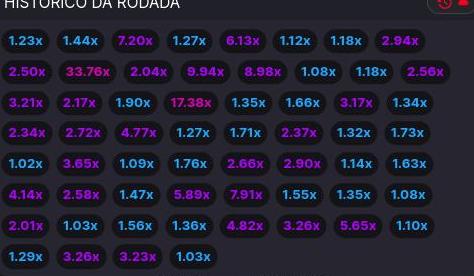 HISTÓRICO DA RODADA
1.23x 1.44x 7.20x 1.27x 6.13x 1.12x 1.18x 2.94x
2.50x 33.76x 2.04x 9.94x 8.98x 1.08x 1.18x 2.56x
3.21x 2.17x 1.90x 17.38x 1.35x 1.66x 3.17x 1.34x
2.34x 2.72x 4.77x 1.27x 1.71x 2.37x 1.32x 1.73x
1.02x 3.65x 1.09x 1.76x 2.66x 2.90x 1.14x 1.63x
4.14x 2.58x 1.47x 5.89x 7.91x 1.55x 1.35x 1.08x
2.01x 1.03x 1.56x 1.36x 4.82x 3.26x 5.65x 1.10x
1.29x 3.26x 3.23x 1.03x